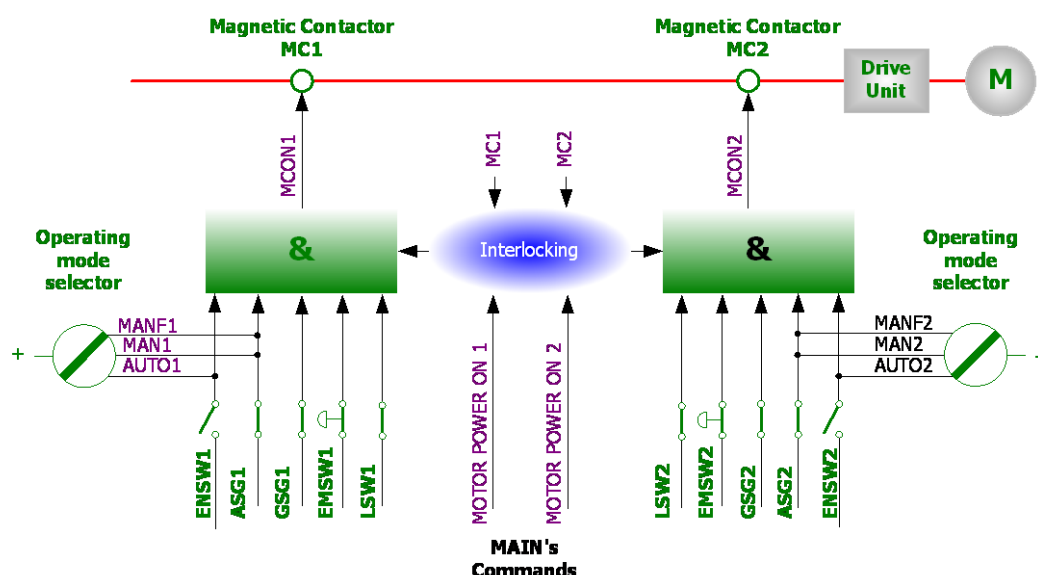 Magnetic Contactor
MC1
Magnetic Contactor
MC2
Drive
Unit
M
MCON1
MC1
MC2
MCON2
Operating
mode
selector
&
Interlocking
&
Operating
mode
selector
MANF1
MAN1
AUTO1
+
MANF2
MAN2
AUTO2
-
ENSW1
ASG1
GSG1
EMSW1
LSW1
MOTOR POWER ON 1
MOTOR POWER ON 2
LSW2
EMSW2
GSG2
ASG2
ENSW2
MAIN's
Commands